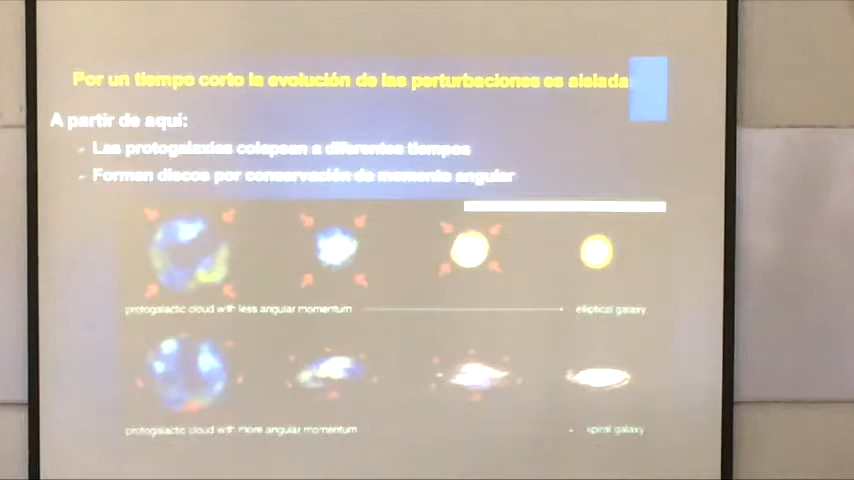 Por un tiempo corto la evolución de las perturbaciones es aislada
A partir de aquí:
- Las protogalaxias colapsan a diferentes tiempos
- Forman discos por conservación de momento angular
protogalactic cloud with less angular momentum
elliptical galaxy
protogalactic cloud with more angular momentum
spiral galaxy